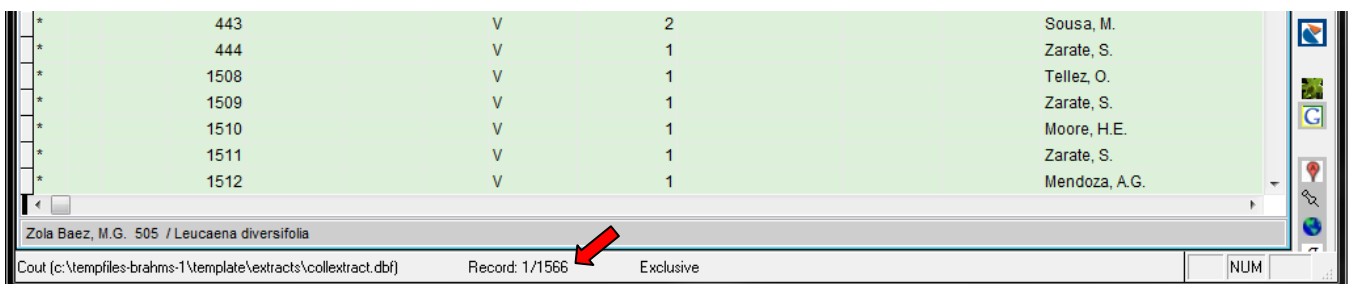 * 443 V 2 Sousa, M.
* 444 V 1 Zarate, S.
* 1508 V 1 Tellez, O.
* 1509 V 1 Zarate, S.
* 1510 V 1 Moore, H.E.
* 1511 V 1 Zarate, S.
* 1512 V 1 Mendoza, A.G.
Zola Baez, M.G. 505 / Leucaena diversifolia
Cout (c:\tempfiles-brahms-1\template\extracts\collextract.dbf) Record: 1/1566 Exclusive NUM
G